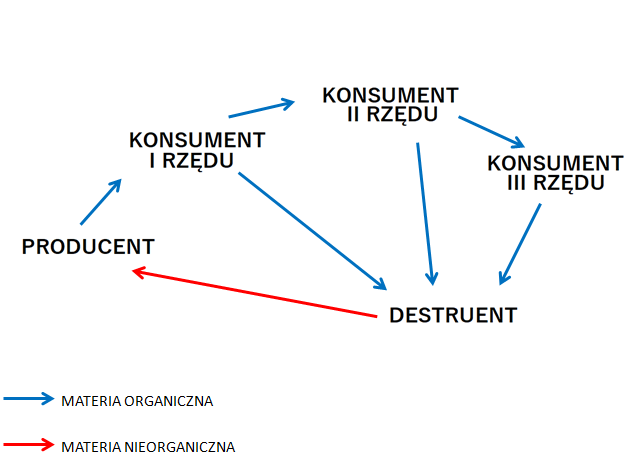 KONSUMENT
II RZĘDU
KONSUMENT
I RZĘDU
KONSUMENT
III RZĘDU
PRODUCENT
DESTRUENT
MATERIA ORGANICZNA
MATERIA NIEORGANICZNA